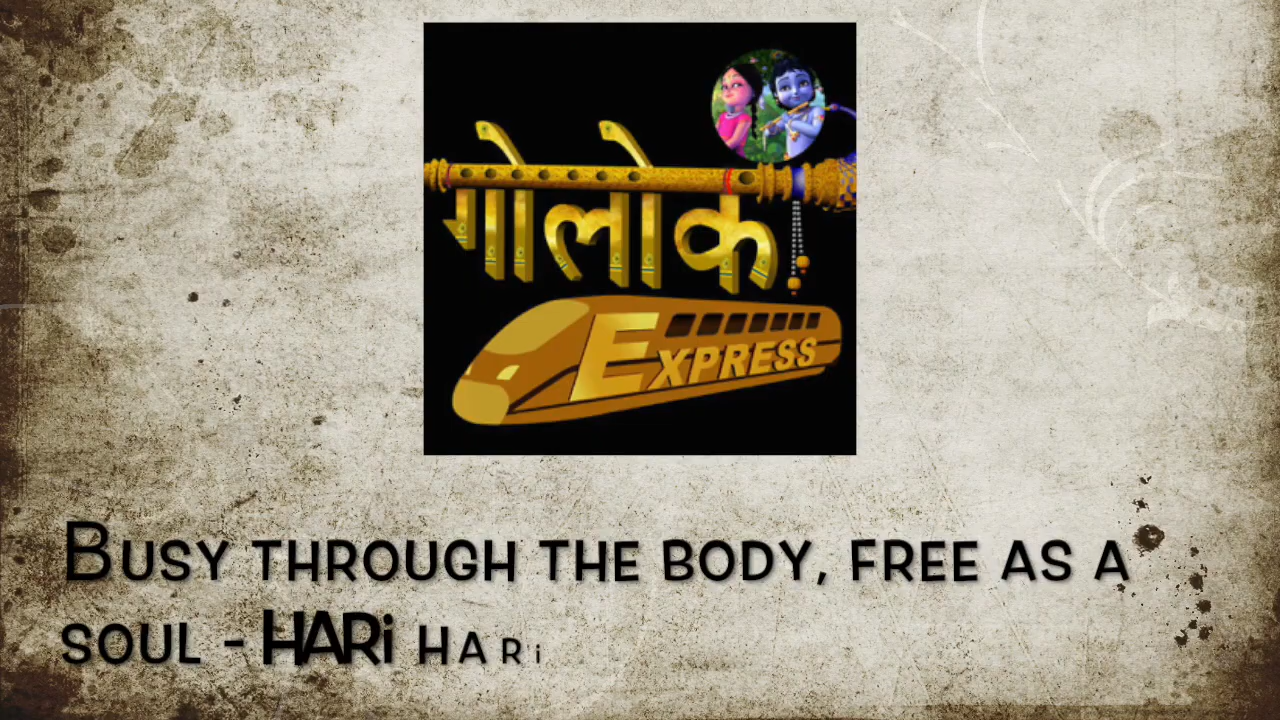 गोलोक
EXPRESS
BUSY THROUGH THE BODY, FREE AS A
SOUL - HARi HARi